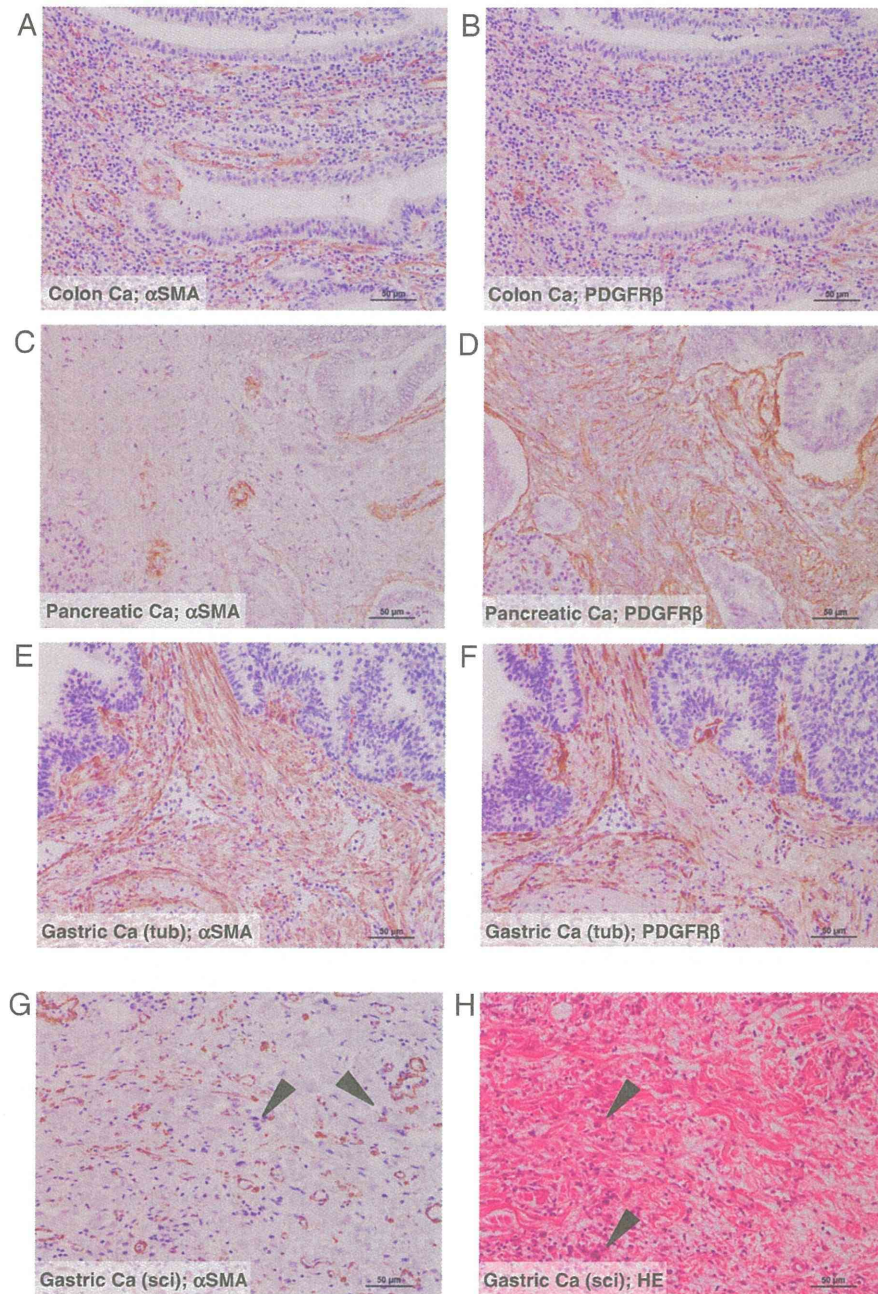 A
B
50 μm
Colon Ca; αSMA
50 μm
Colon Ca; PDGFRβ
C
D
50 μm
Pancreatic Ca; αSMA
50 μm
Pancreatic Ca; PDGFRβ
E
F
50 μm
Gastric Ca (tub); αSMA
50 μm
Gastric Ca (tub); PDGFRβ
G
H
50 μm
Gastric Ca (sci); αSMA
50 μm
Gastric Ca (sci); HE